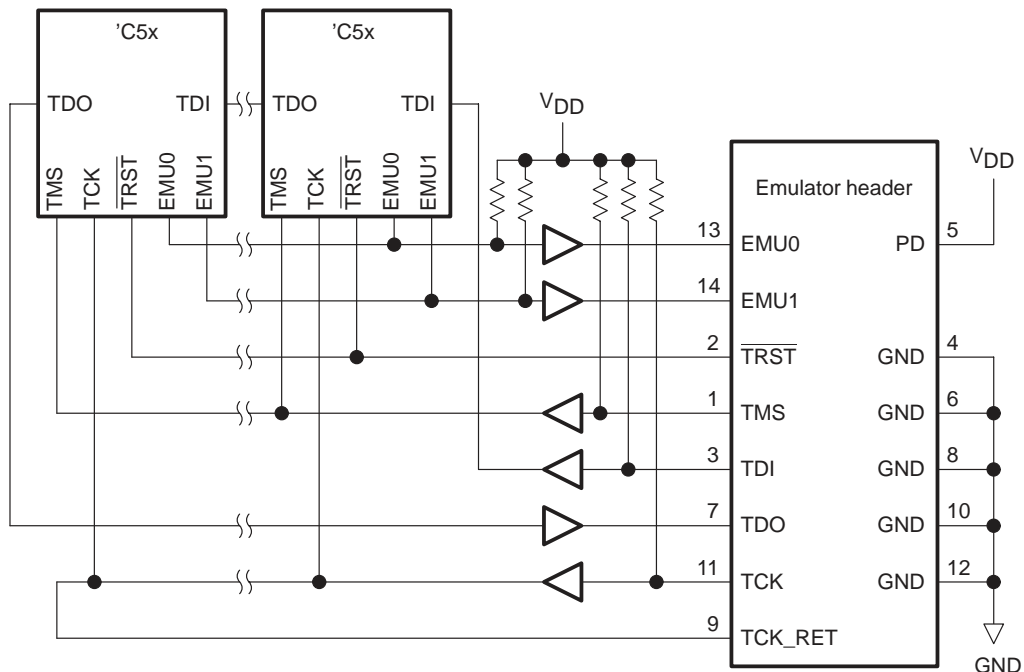 'C5x
'C5x
TDO TDI
TDO TDI
TMS TCK TRST EMU0 EMU1
TMS TCK TRST EMU0 EMU1
VDD
VDD
Emulator header
13 EMU0 PD 5
14 EMU1
2 TRST GND 4
1 TMS GND 6
3 TDI GND 8
7 TDO GND 10
11 TCK GND 12
9 TCK_RET
GND